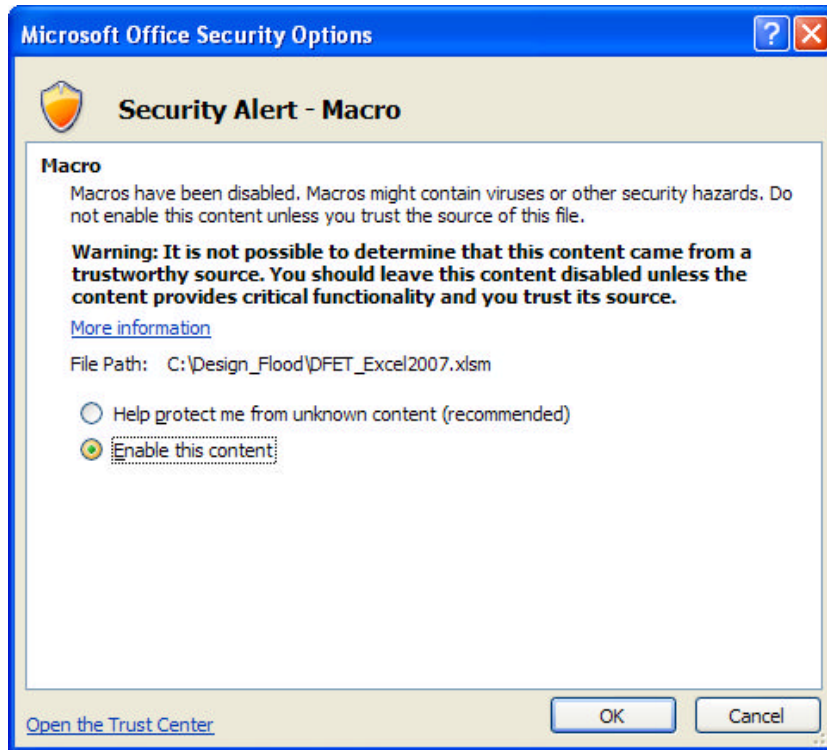 Microsoft Office Security Options
Security Alert - Macro
Macro
Macros have been disabled. Macros might contain viruses or other security hazards. Do
not enable this content unless you trust the source of this file.
Warning: It is not possible to determine that this content came from a
trustworthy source. You should leave this content disabled unless the
content provides critical functionality and you trust its source.
More information
File Path: C:\Design_Flood\DFET_Excel2007.xlsm
Help protect me from unknown content (recommended)
Enable this content
Open the Trust Center
OK
Cancel